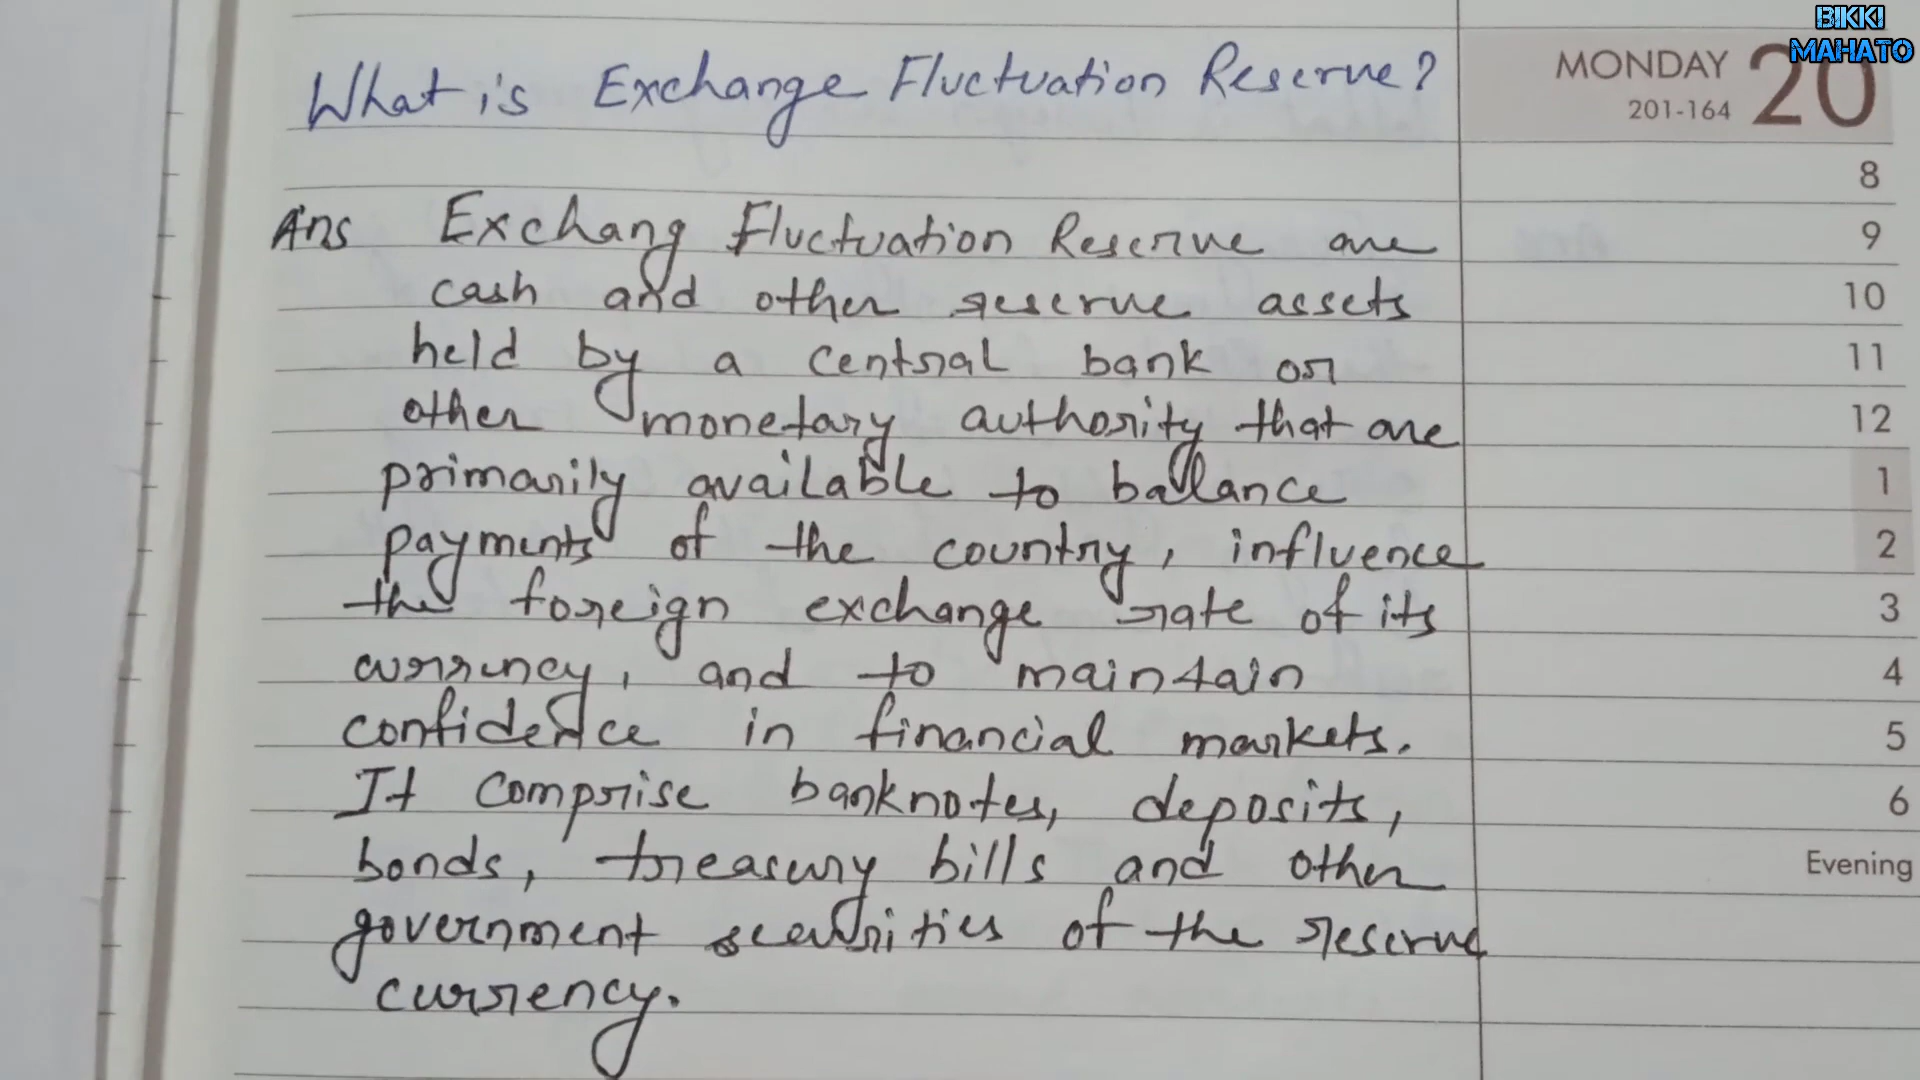 BIKKI
MAHATO
MONDAY 20
201-164
What is Exchange Fluctuation Reserve?
Ans Exchang Fluctuation Reserve are
cash and other reserve assets
held by a central bank or
other monetary authority that are
primarily available to balance
payments of the country, influence
the foreign exchange rate of its
currency, and to maintain
confidence in financial markets.
It comprise banknotes, deposits,
bonds, treasury bills and other
government securities of the reserve
currency.
8
9
10
11
12
1
2
3
4
5
6
Evening